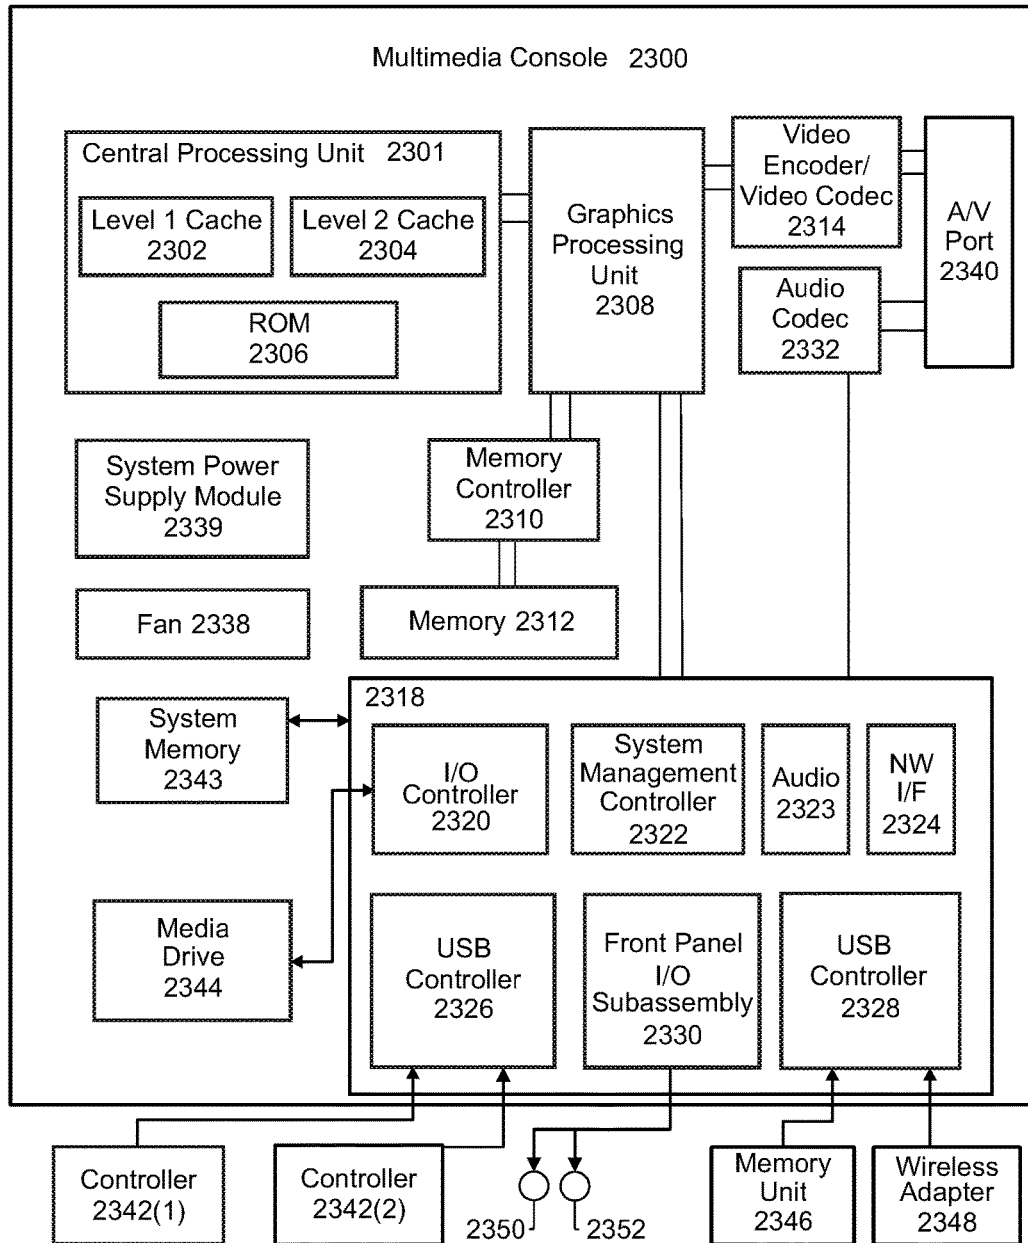 Multimedia Console 2300
Central Processing Unit 2301
Level 1 Cache
2302
Level 2 Cache
2304
ROM
2306
Graphics
Processing
Unit
2308
Video
Encoder/
Video Codec
2314
A/V
Port
2340
Audio
Codec
2332
System Power
Supply Module
2339
Memory
Controller
2310
Fan 2338
Memory 2312
System
Memory
2343
2318
I/O
Controller
2320
System
Management
Controller
2322
Audio
2323
NW
I/F
2324
Media
Drive
2344
USB
Controller
2326
Front Panel
I/O
Subassembly
2330
USB
Controller
2328
Controller
2342(1)
Controller
2342(2)
2350
2352
Memory
Unit
2346
Wireless
Adapter
2348